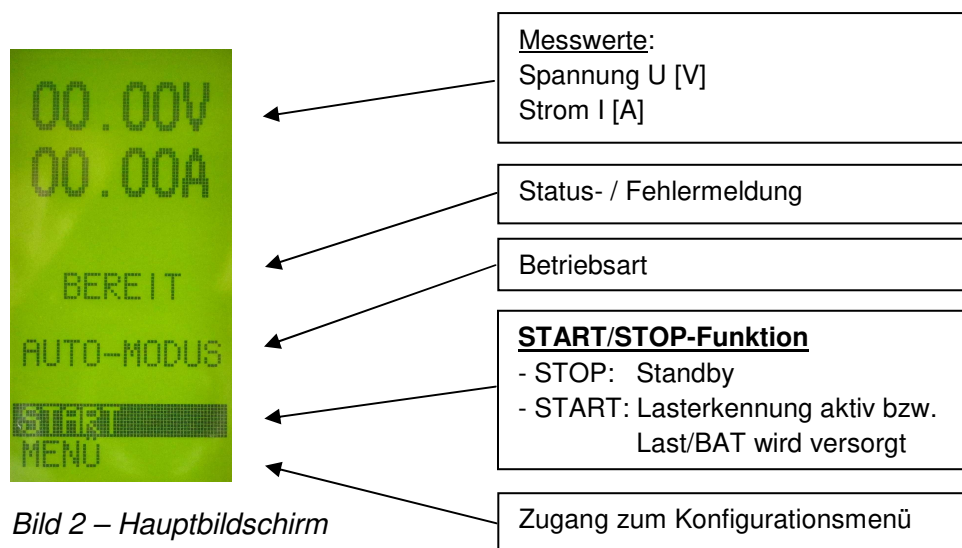 00.00V
00.00A
BEREIT
AUTO-MODUS
START
MENÜ
Bild 2 – Hauptbildschirm
Messwerte:
Spannung U [V]
Strom I [A]
Status- / Fehlermeldung
Betriebsart
START/STOP-Funktion
- STOP: Standby
- START: Lasterkennung aktiv bzw.
Last/BAT wird versorgt
Zugang zum Konfigurationsmenü